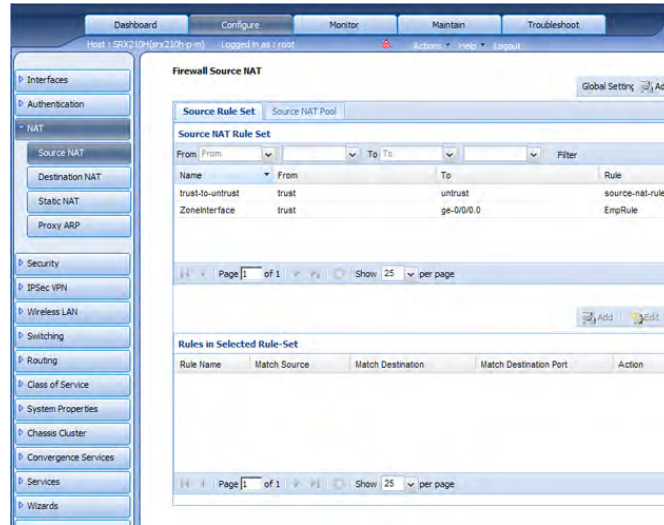 Dashboard Configure Monitor Maintain Troubleshoot
Host : SRX210H(srx210h-p-m) Logged in as : root Actions Help Logout
Firewall Source NAT
Interfaces
Global Setting Ad
Authentication
Source Rule Set Source NAT Pool
NAT
Source NAT Rule Set
Source NAT
From From To To Filter
Destination NAT
Name From To Rule
Static NAT
trust-to-untrust trust untrust source-nat-rule
ZoneInterface trust ge-0/0/0.0 EmpRule
Proxy ARP
Security
Page 1 of 1 Show 25 per page
IPSec VPN
Wireless LAN
Add Edit
Switching
Rules in Selected Rule-Set
Routing
Rule Name Match Source Match Destination Match Destination Port Action
Class of Service
System Properties
Chassis Cluster
Convergence Services
Services
Page 1 of 1 Show 25 per page
Wizards